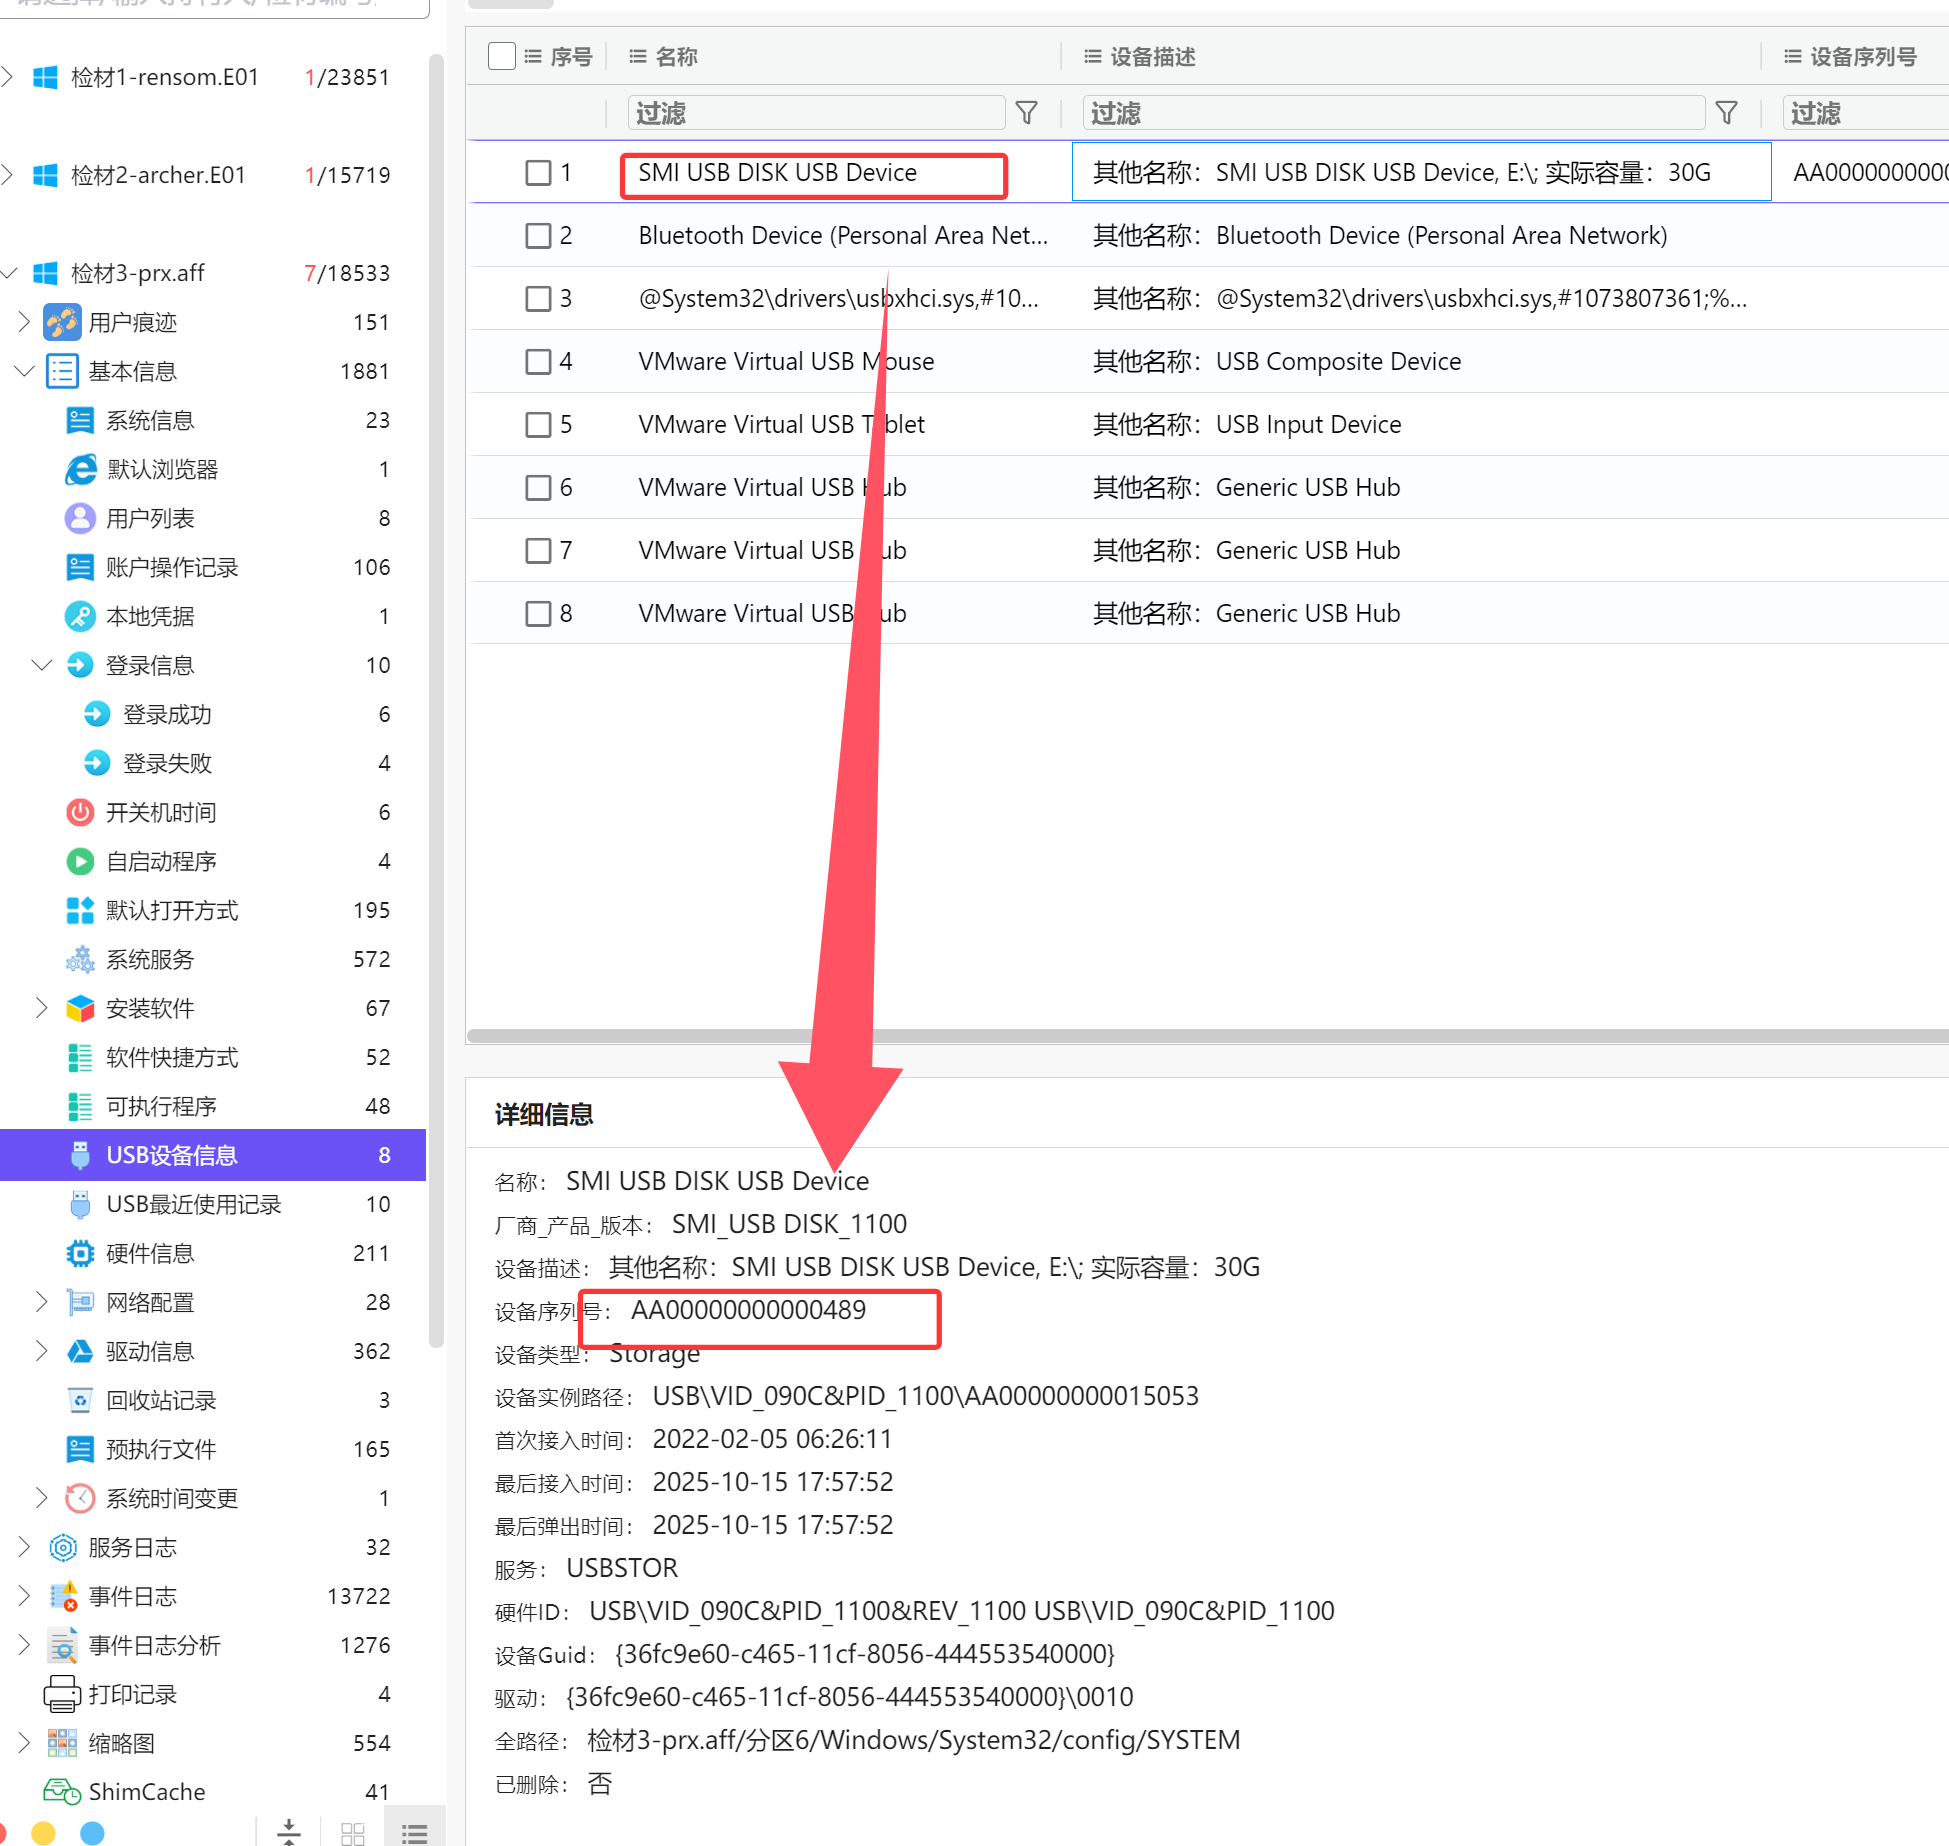 检材1-rensom.E01 1/23851
检材2-archer.E01 1/15719
检材3-prx.aff 7/18533
用户痕迹 151
基本信息 1881
系统信息 23
默认浏览器 1
用户列表 8
账户操作记录 106
本地凭据 1
登录信息 10
登录成功 6
登录失败 4
开关机时间 6
自启动程序 4
默认打开方式 195
系统服务 572
安装软件 67
软件快捷方式 52
可执行程序 48
USB设备信息 8
USB最近使用记录 10
硬件信息 211
网络配置 28
驱动信息 362
回收站记录 3
预执行文件 165
系统时间变更 1
服务日志 32
事件日志 13722
事件日志分析 1276
打印记录 4
缩略图 554
ShimCache 41
序号 名称 设备描述 设备序列号
过滤 过滤 过滤
1 SMI USB DISK USB Device 其他名称：SMI USB DISK USB Device, E:\; 实际容量：30G AA0000000000
2 Bluetooth Device (Personal Area Net... 其他名称：Bluetooth Device (Personal Area Network)
3 @System32\drivers\usbxhci.sys,#10... 其他名称：@System32\drivers\usbxhci.sys,#1073807361;%...
4 VMware Virtual USB Mouse 其他名称：USB Composite Device
5 VMware Virtual USB Tablet 其他名称：USB Input Device
6 VMware Virtual USB Hub 其他名称：Generic USB Hub
7 VMware Virtual USB Hub 其他名称：Generic USB Hub
8 VMware Virtual USB Hub 其他名称：Generic USB Hub
详细信息
名称： SMI USB DISK USB Device
厂商_产品_版本： SMI_USB DISK_1100
设备描述： 其他名称：SMI USB DISK USB Device, E:\; 实际容量：30G
设备序列号： AA00000000000489
设备类型： Storage
设备实例路径： USB\VID_090C&PID_1100\AA00000000015053
首次接入时间： 2022-02-05 06:26:11
最后接入时间： 2025-10-15 17:57:52
最后弹出时间： 2025-10-15 17:57:52
服务： USBSTOR
硬件ID： USB\VID_090C&PID_1100&REV_1100 USB\VID_090C&PID_1100
设备Guid： {36fc9e60-c465-11cf-8056-444553540000}
驱动： {36fc9e60-c465-11cf-8056-444553540000}\0010
全路径： 检材3-prx.aff/分区6/Windows/System32/config/SYSTEM
已删除： 否